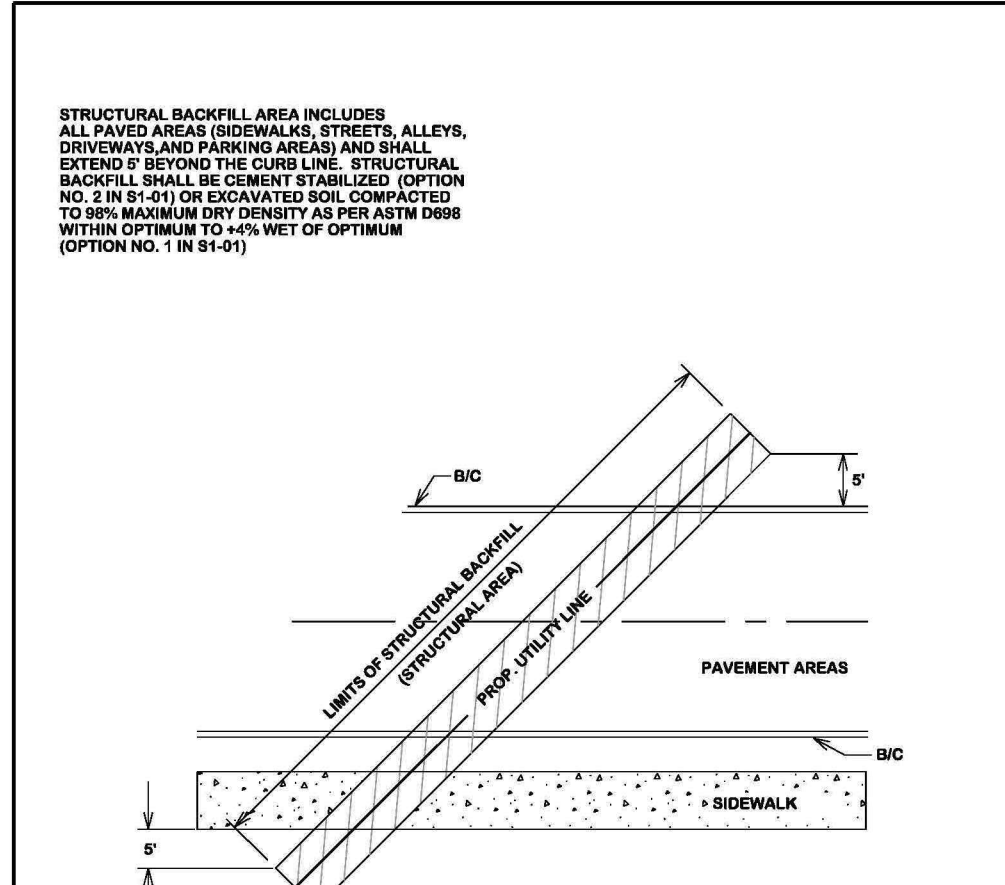 STRUCTURAL BACKFILL AREA INCLUDES
ALL PAVED AREAS (SIDEWALKS, STREETS, ALLEYS,
DRIVEWAYS,AND PARKING AREAS) AND SHALL
EXTEND 5' BEYOND THE CURB LINE. STRUCTURAL
BACKFILL SHALL BE CEMENT STABILIZED (OPTION
NO. 2 IN S1-01) OR EXCAVATED SOIL COMPACTED
TO 98% MAXIMUM DRY DENSITY AS PER ASTM D698
WITHIN OPTIMUM TO +4% WET OF OPTIMUM
(OPTION NO. 1 IN S1-01)
B/C
5'
LIMITS OF STRUCTURAL BACKFILL
(STRUCTURAL AREA)
PROP. UTILITY LINE
PAVEMENT AREAS
B/C
SIDEWALK
5'